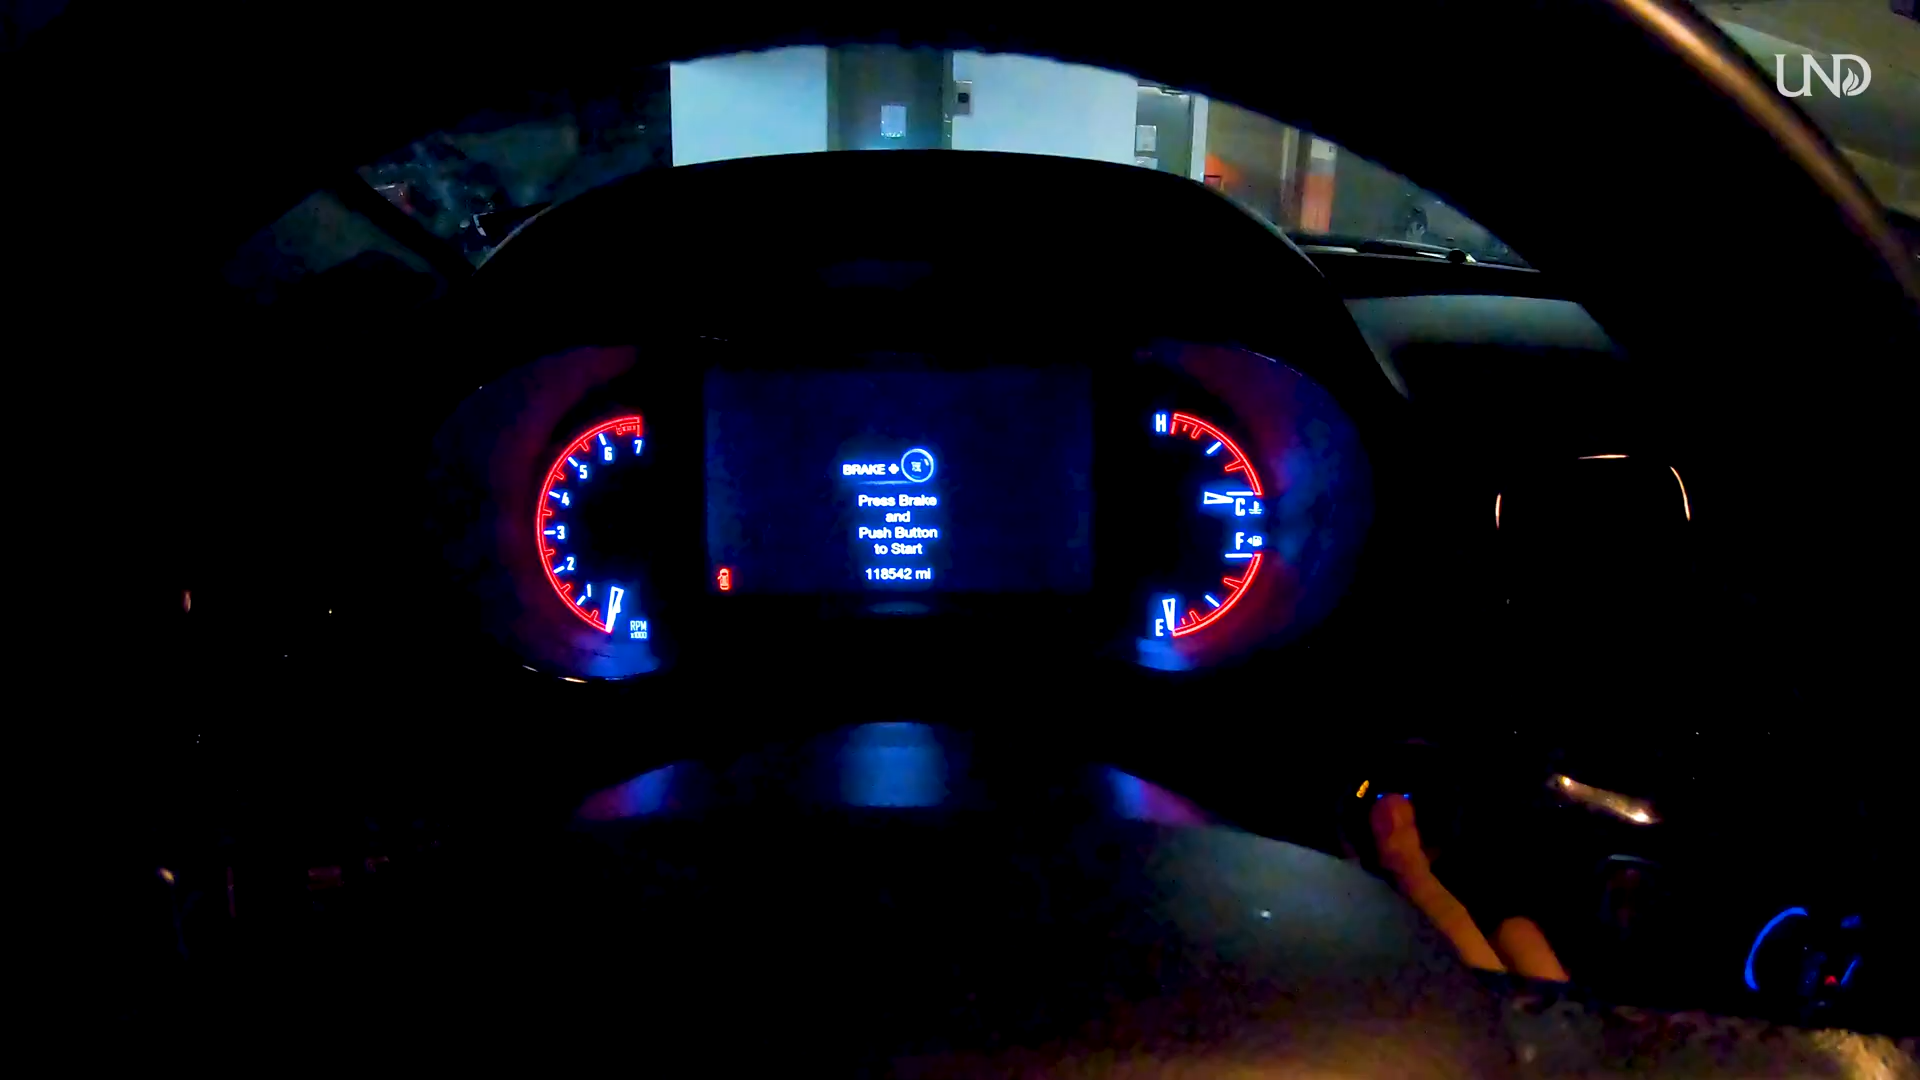 UND
BRAKE +
Press Brake
and
Push Button
to Start
118542 mi
7
6
5
4
3
2
1
RPM
x1000
H
C
F
E